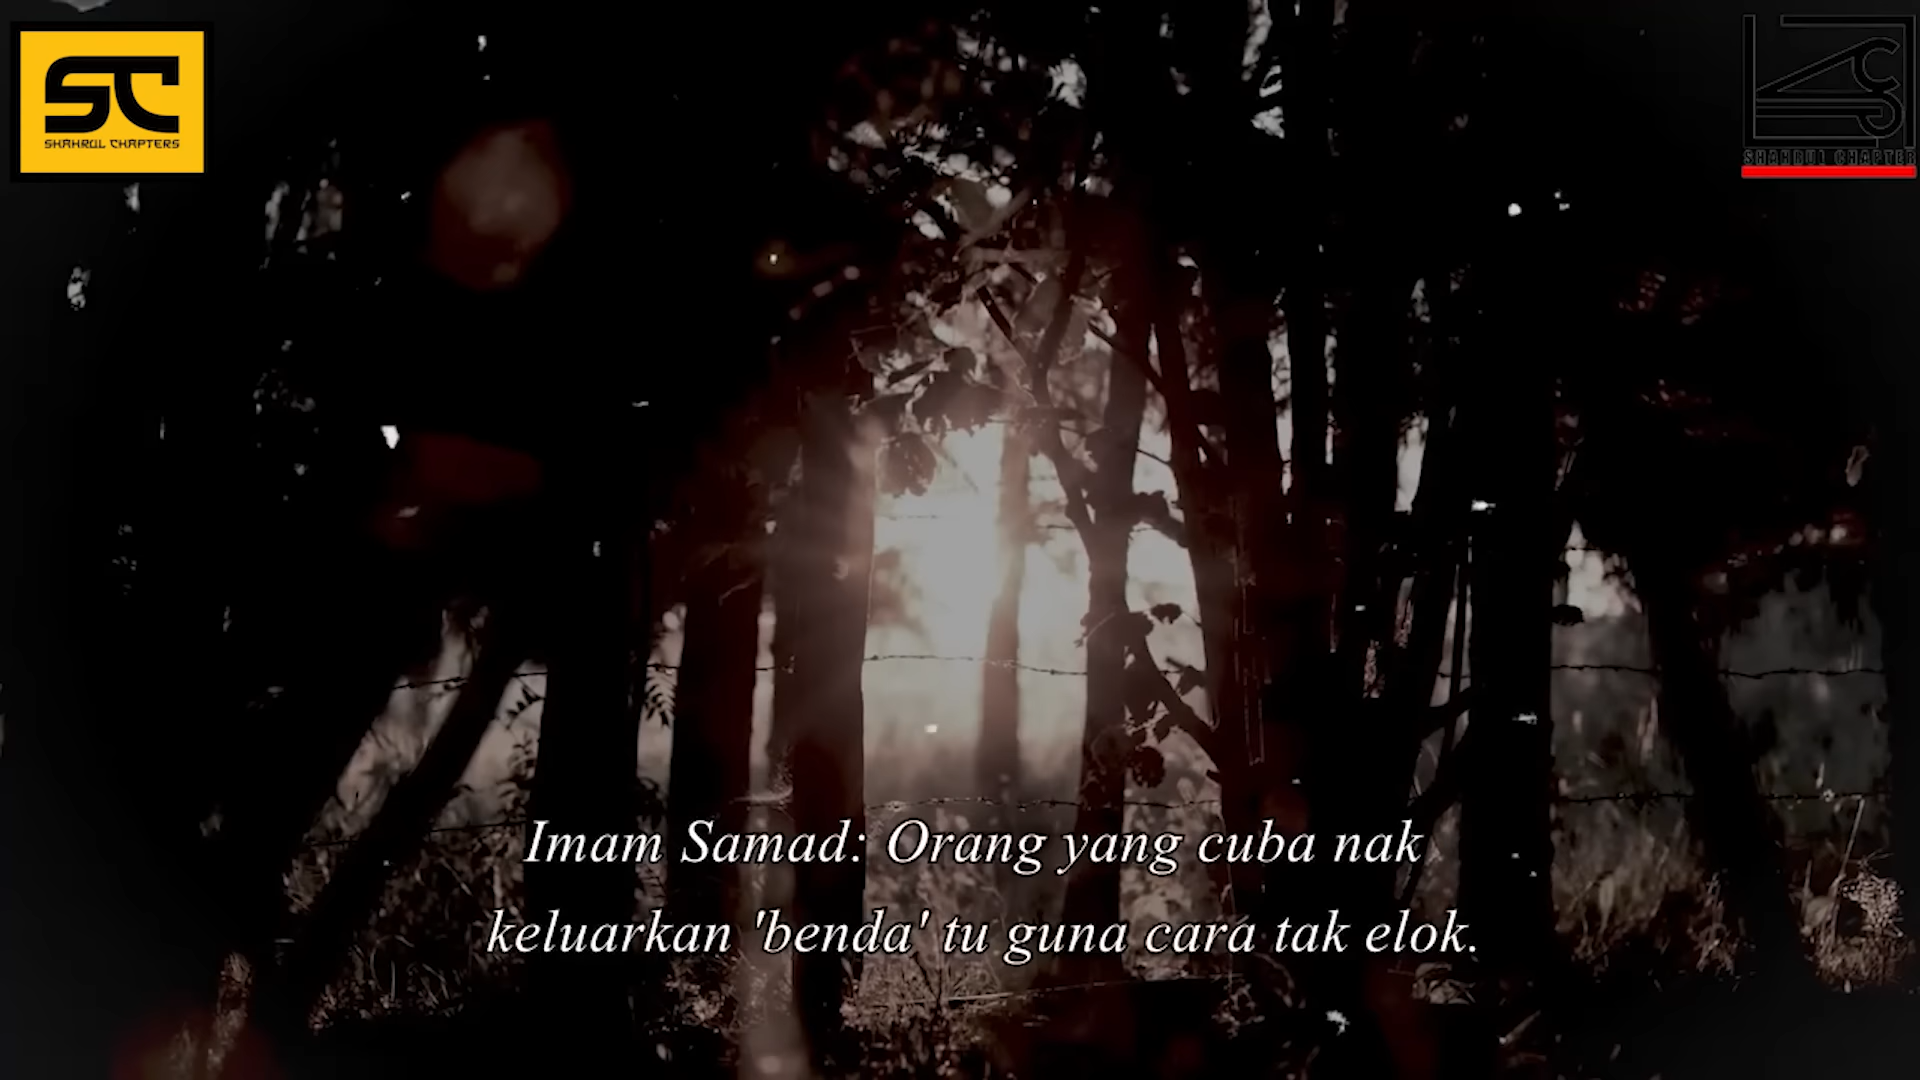 SC
SHAHRUL CHAPTERS
SHAHRUL CHAPTER
Imam Samad: Orang yang cuba nak
keluarkan 'benda' tu guna cara tak elok.